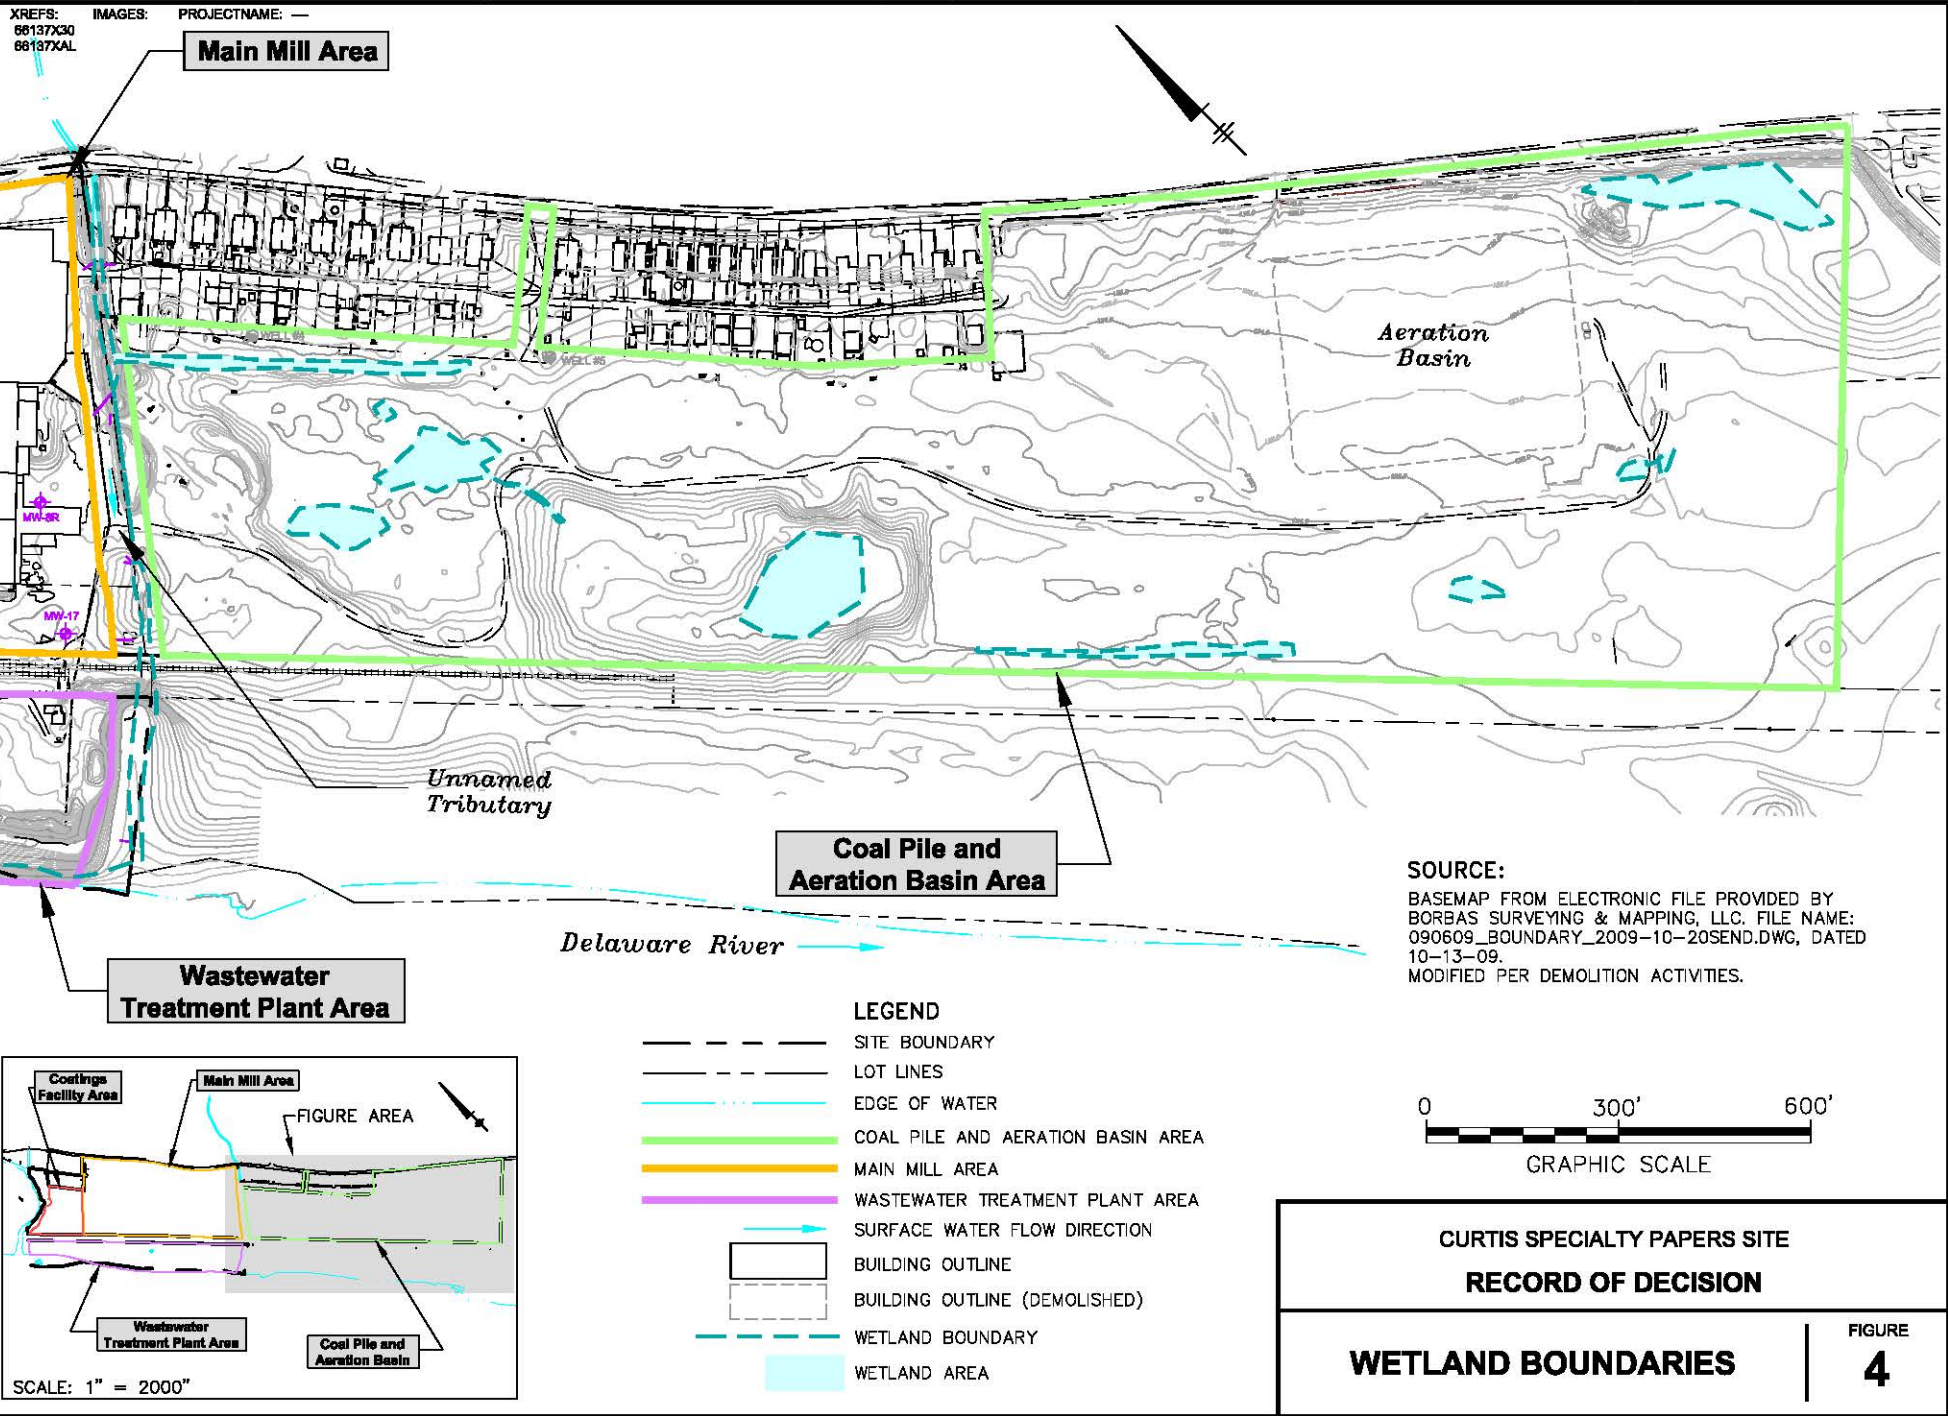 XREFS: IMAGES: PROJECTNAME: —
66137X30
66137XAL
Main Mill Area
WELL #4
WELL #5
Aeration
Basin
MW-8R
MW-17
Unnamed
Tributary
Coal Pile and
Aeration Basin Area
Delaware River
Wastewater
Treatment Plant Area
SOURCE:
BASEMAP FROM ELECTRONIC FILE PROVIDED BY
BORBAS SURVEYING & MAPPING, LLC. FILE NAME:
090609_BOUNDARY_2009-10-20SEND.DWG, DATED
10-13-09.
MODIFIED PER DEMOLITION ACTIVITIES.
LEGEND
SITE BOUNDARY
LOT LINES
EDGE OF WATER
COAL PILE AND AERATION BASIN AREA
MAIN MILL AREA
WASTEWATER TREATMENT PLANT AREA
SURFACE WATER FLOW DIRECTION
BUILDING OUTLINE
BUILDING OUTLINE (DEMOLISHED)
WETLAND BOUNDARY
WETLAND AREA
Coatings
Facility Area
Main Mill Area
FIGURE AREA
Wastewater
Treatment Plant Area
Coal Pile and
Aeration Basin
SCALE: 1" = 2000"
0 300' 600'
GRAPHIC SCALE
CURTIS SPECIALTY PAPERS SITE
RECORD OF DECISION
WETLAND BOUNDARIES
FIGURE
4